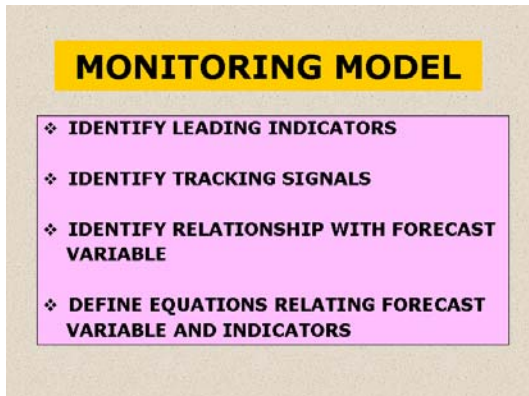 MONITORING MODEL
❖ IDENTIFY LEADING INDICATORS
❖ IDENTIFY TRACKING SIGNALS
❖ IDENTIFY RELATIONSHIP WITH FORECAST
VARIABLE
❖ DEFINE EQUATIONS RELATING FORECAST
VARIABLE AND INDICATORS